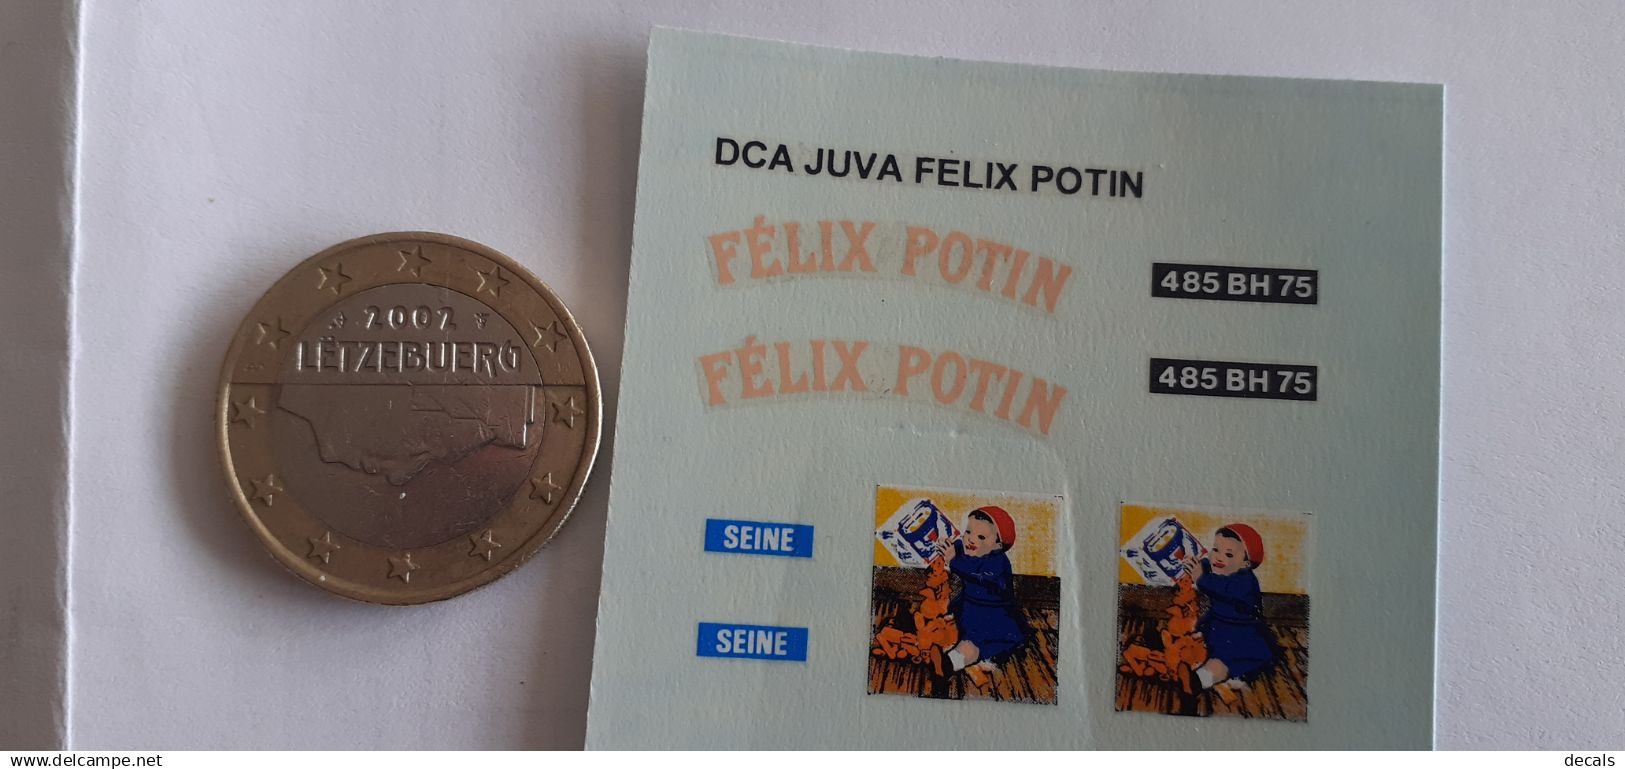 2002
LËTZEBUERG
DCA JUVA FELIX POTIN
FÉLIX POTIN
485 BH 75
FÉLIX POTIN
485 BH 75
SEINE
SEINE
www.delcampe.net
decals